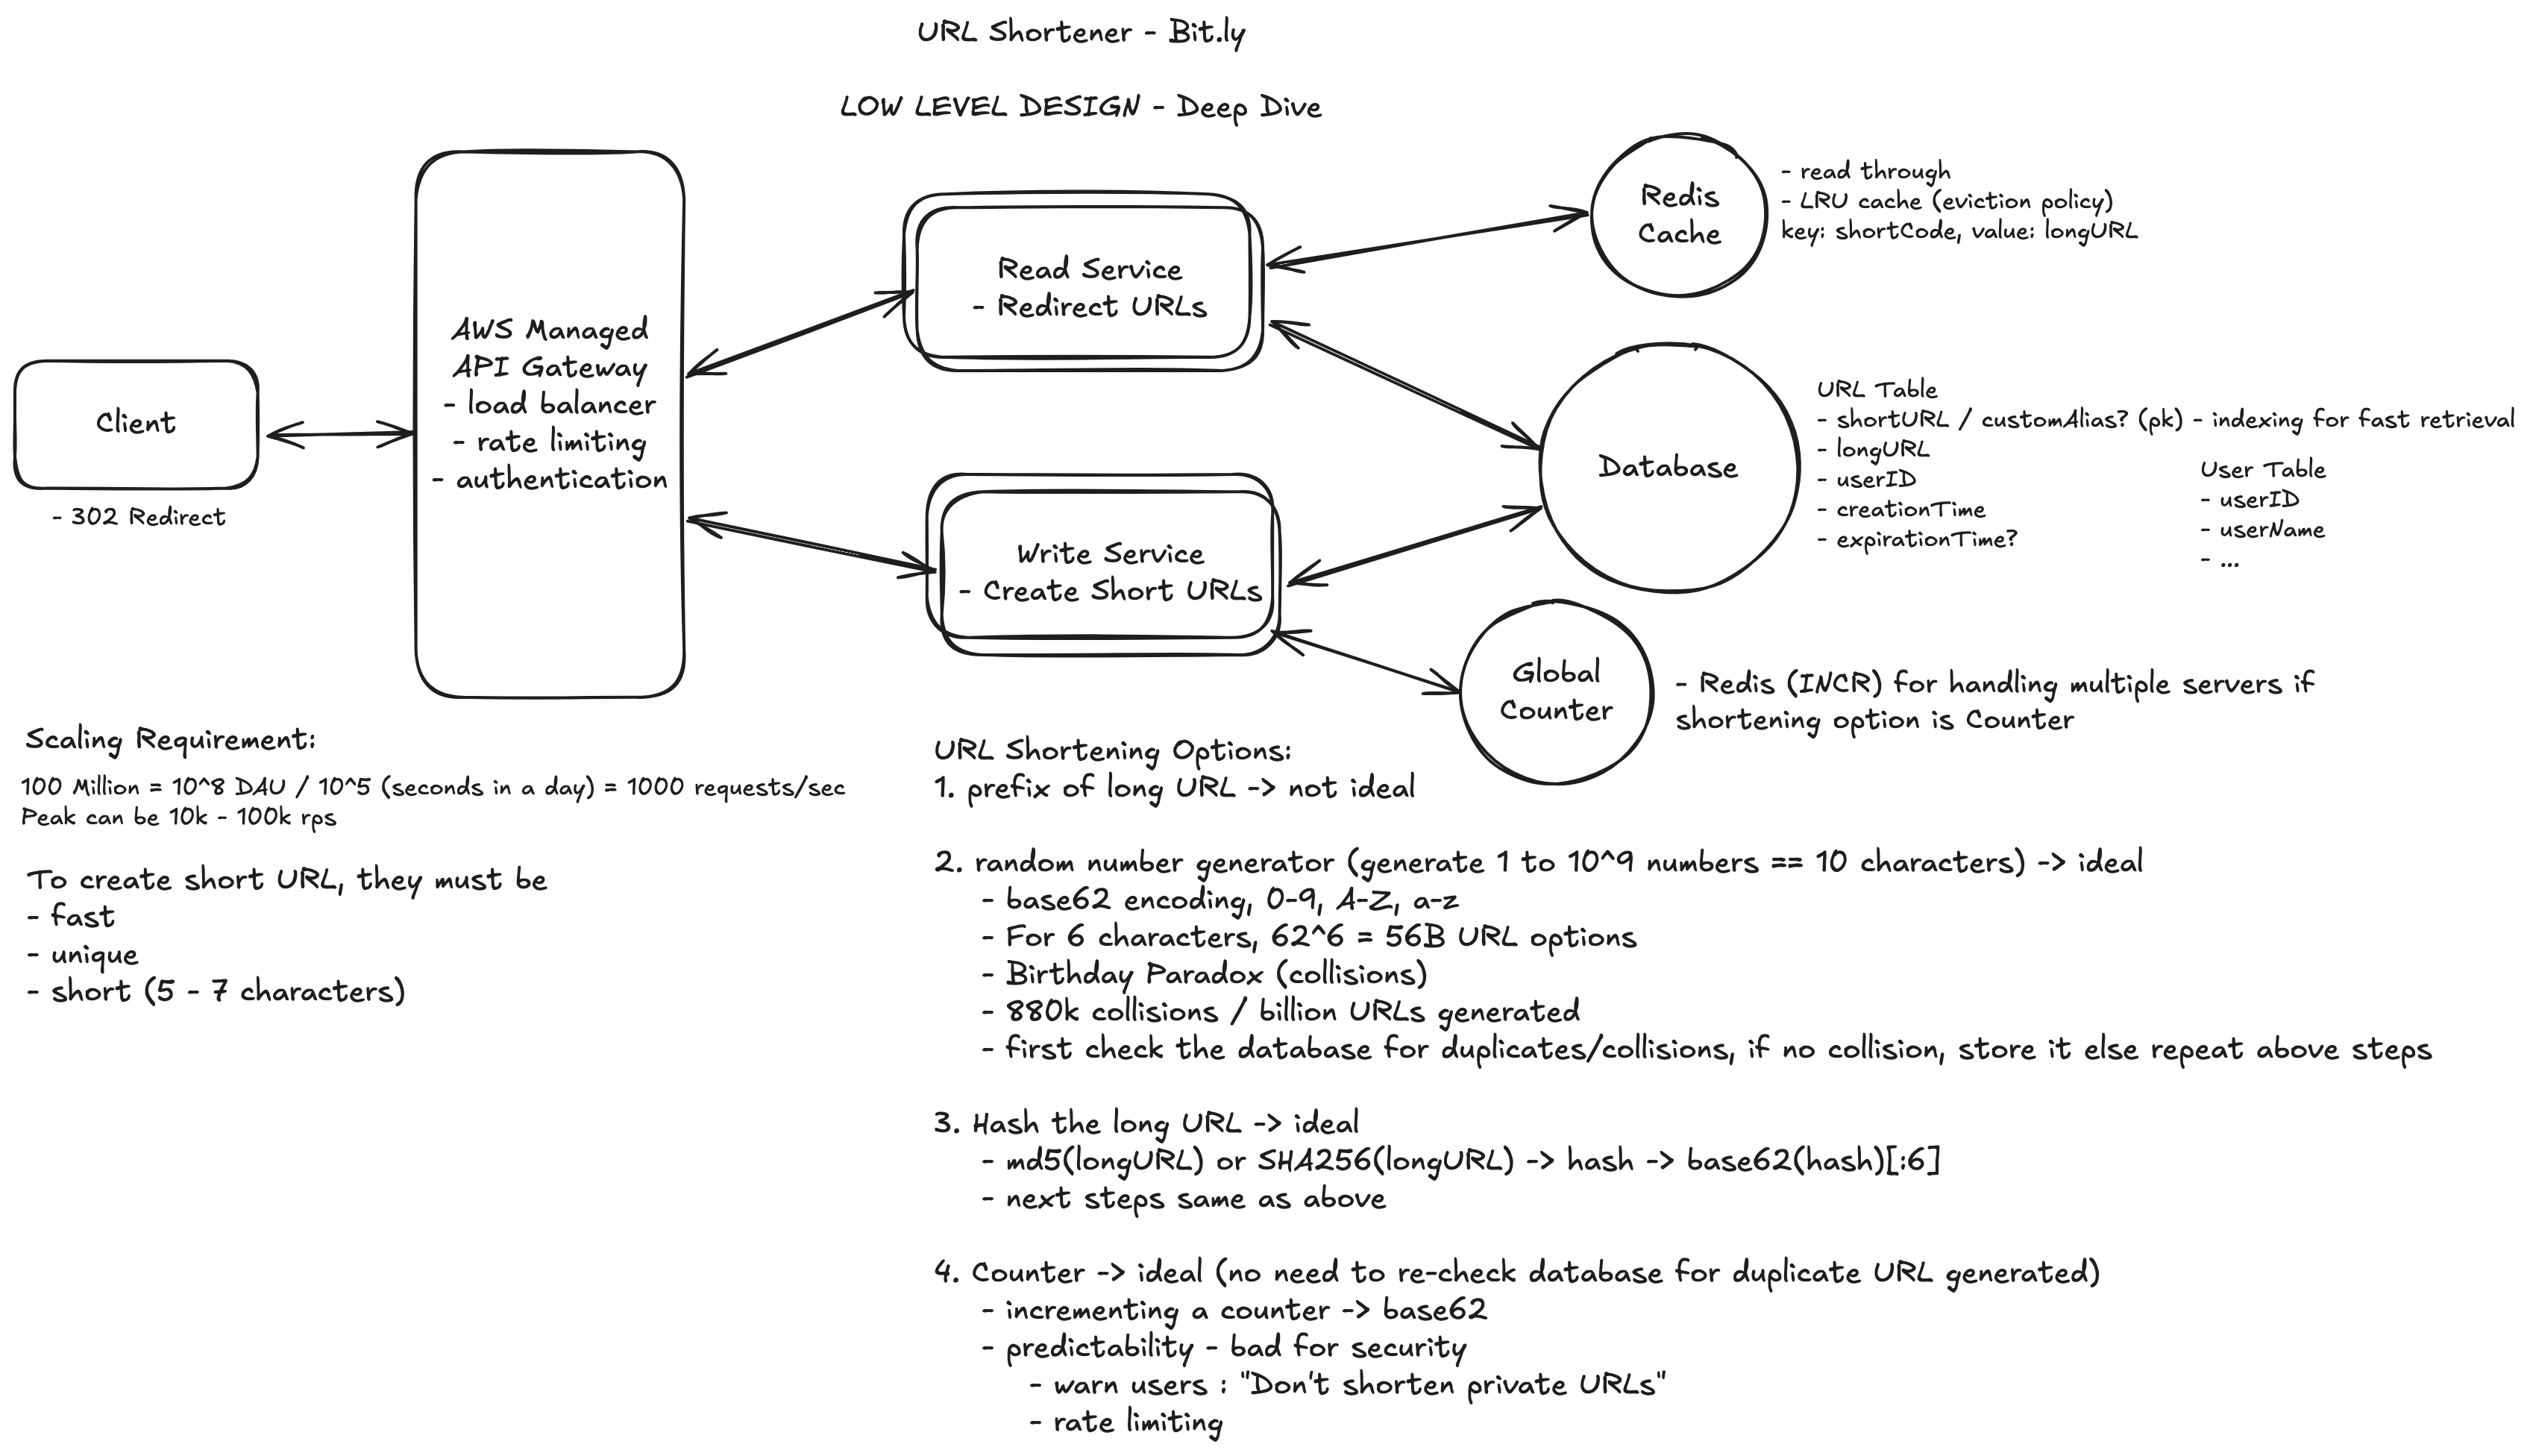 URL Shortener - Bit.ly
LOW LEVEL DESIGN - Deep Dive
Client
- 302 Redirect
AWS Managed
API Gateway
- load balancer
- rate limiting
- authentication
Read Service
- Redirect URLs
Write Service
- Create Short URLs
Redis
Cache
- read through
- LRU cache (eviction policy)
key: shortCode, value: longURL
Database
URL Table
- shortURL / customAlias? (pk) - indexing for fast retrieval
- longURL
- userID
- creationTime
- expirationTime?
User Table
- userID
- userName
- ...
Global
Counter
- Redis (INCR) for handling multiple servers if
shortening option is Counter
Scaling Requirement:
100 Million = 10^8 DAU / 10^5 (seconds in a day) = 1000 requests/sec
Peak can be 10k - 100k rps
To create short URL, they must be
- fast
- unique
- short (5 - 7 characters)
URL Shortening Options:
1. prefix of long URL -> not ideal
2. random number generator (generate 1 to 10^9 numbers == 10 characters) -> ideal
- base62 encoding, 0-9, A-Z, a-z
- For 6 characters, 62^6 = 56B URL options
- Birthday Paradox (collisions)
- 880k collisions / billion URLs generated
- first check the database for duplicates/collisions, if no collision, store it else repeat above steps
3. Hash the long URL -> ideal
- md5(longURL) or SHA256(longURL) -> hash -> base62(hash)[:6]
- next steps same as above
4. Counter -> ideal (no need to re-check database for duplicate URL generated)
- incrementing a counter -> base62
- predictability - bad for security
- warn users : "Don't shorten private URLs"
- rate limiting